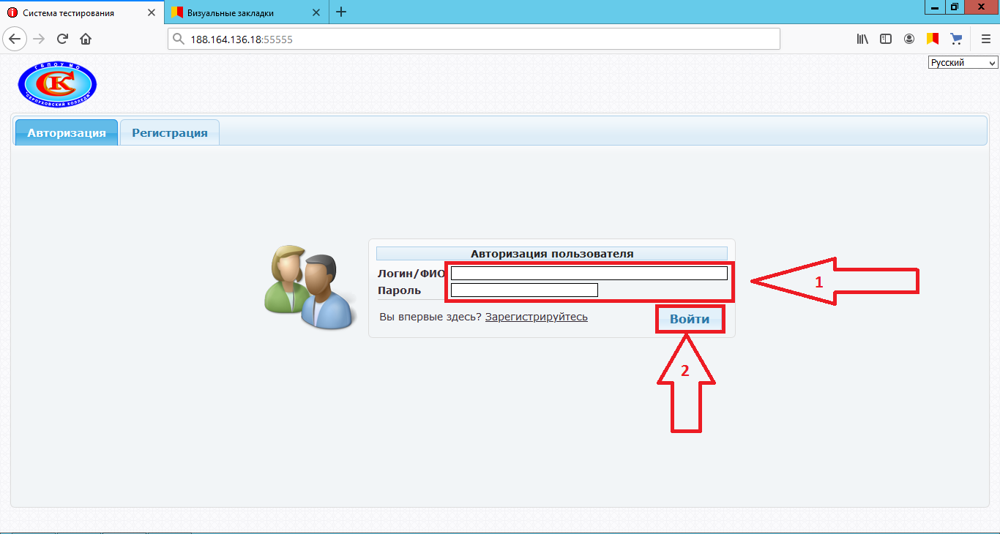 Система тестирования
Визуальные закладки
188.164.136.18:55555
Русский
ГБПОУ МО
СК
"СЕРПУХОВСКИЙ КОЛЛЕДЖ"
Авторизация
Регистрация
Авторизация пользователя
Логин/ФИО
1
Пароль
Вы впервые здесь? Зарегистрируйтесь
Войти
2